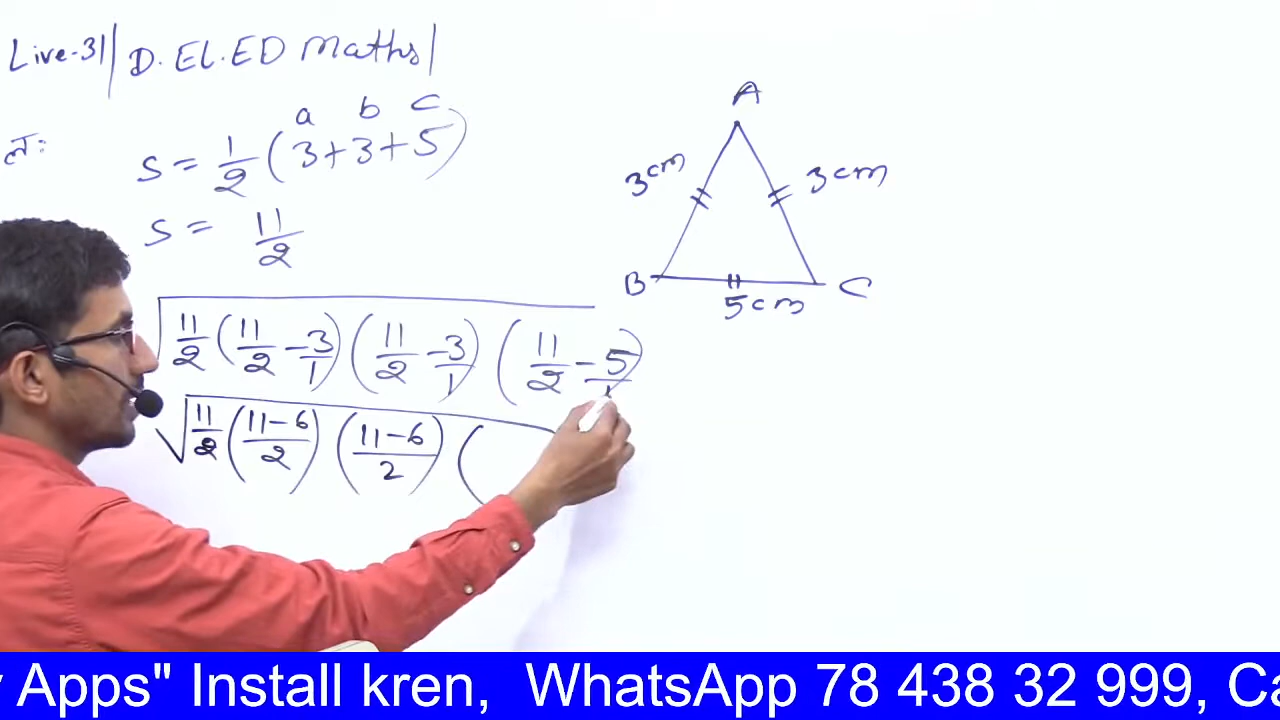 Live-31 | D. El. ED Maths |
लः
a b c
S = 1/2 (3+3+5)
S = 11/2
√ 11/2 (11/2 - 3/1) (11/2 - 3/1) (11/2 - 5/1)
√ 11/2 ((11-6)/2) ((11-6)/2) (
A
3cm 3cm
B C
5cm
Apps" Install kren, WhatsApp 78 438 32 999, Ca